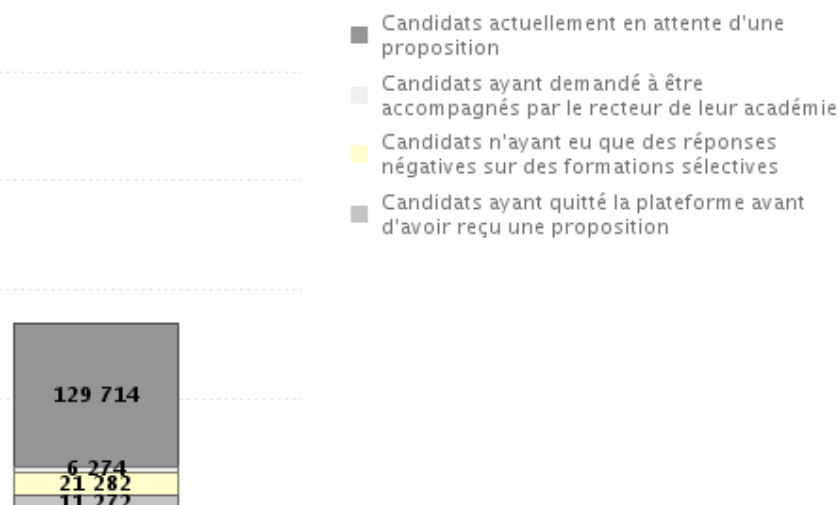 Candidats actuellement en attente d'une
proposition
Candidats ayant demandé à être
accompagnés par le recteur de leur académie
Candidats n'ayant eu que des réponses
négatives sur des formations sélectives
Candidats ayant quitté la plateforme avant
d'avoir reçu une proposition
129 714
6 274
21 282
11 272